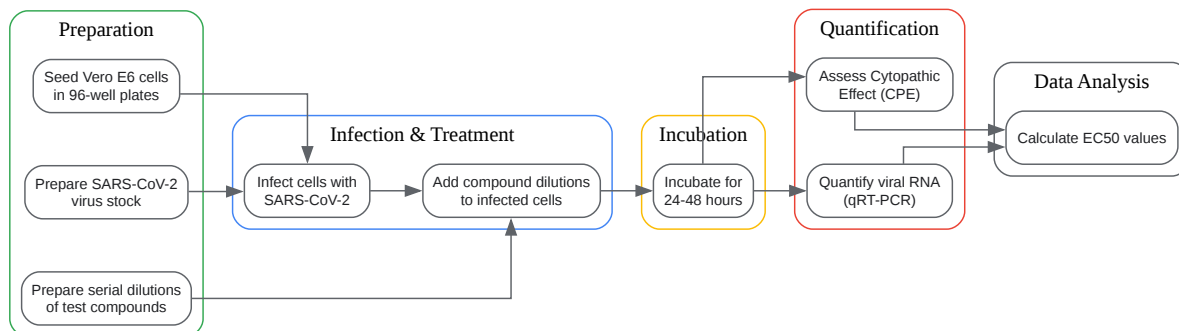 Preparation
Seed Vero E6 cells
in 96-well plates
Prepare SARS-CoV-2
virus stock
Prepare serial dilutions
of test compounds
Infection & Treatment
Infect cells with
SARS-CoV-2
Add compound dilutions
to infected cells
Incubation
Incubate for
24-48 hours
Quantification
Assess Cytopathic
Effect (CPE)
Quantify viral RNA
(qRT-PCR)
Data Analysis
Calculate EC50 values